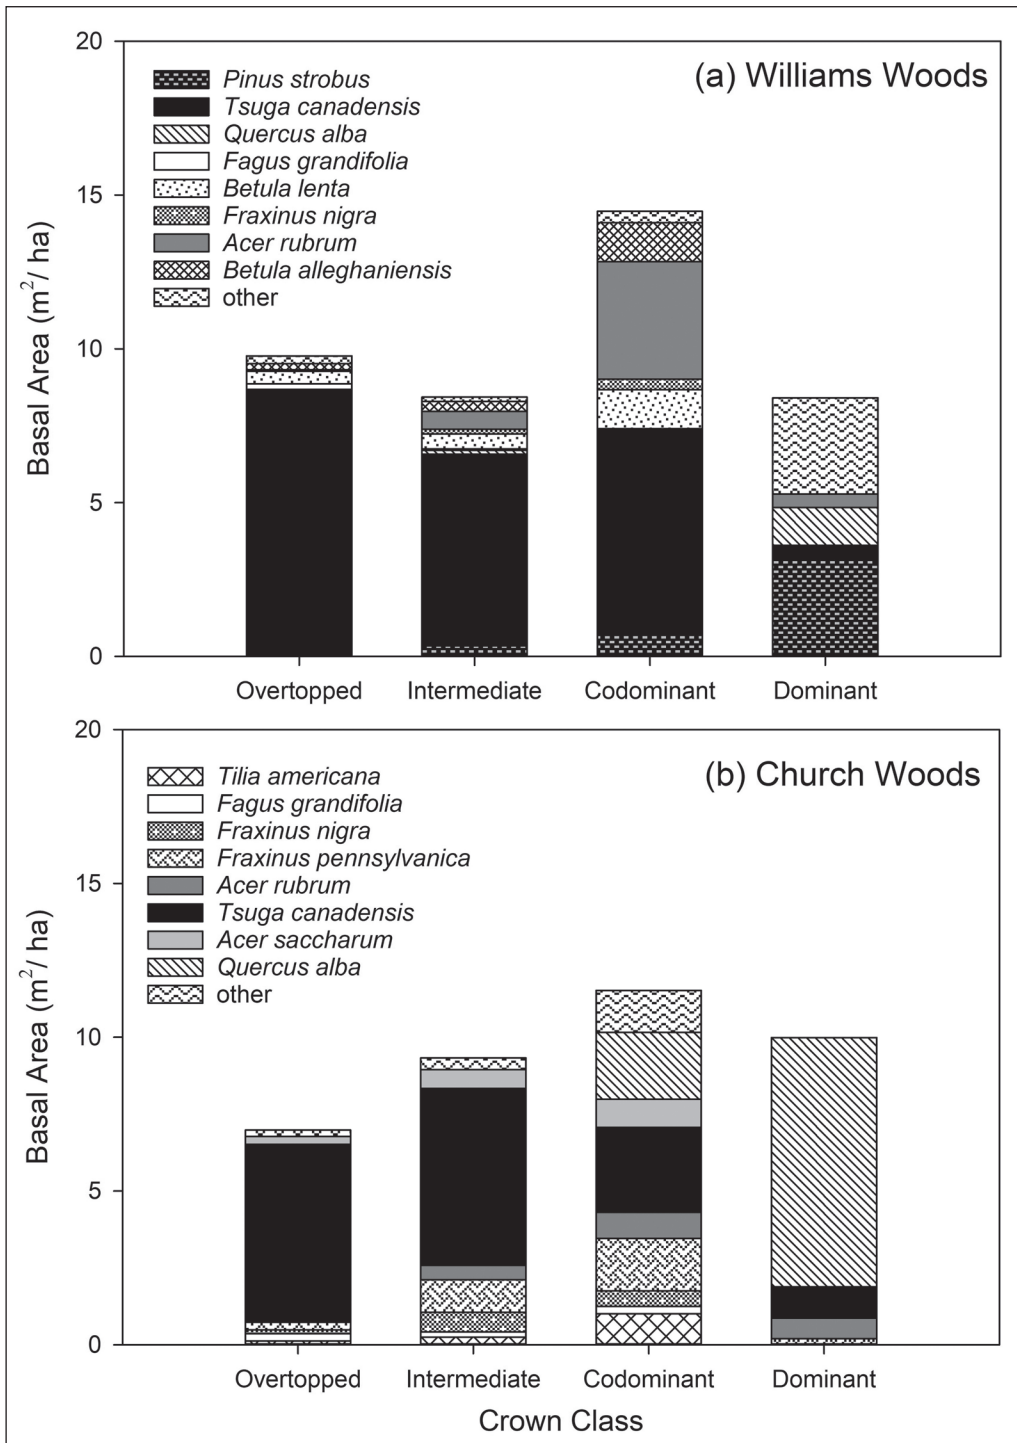 20
15
10
5
0
Basal Area (m²/ ha)
(a) Williams Woods
Pinus strobus
Tsuga canadensis
Quercus alba
Fagus grandifolia
Betula lenta
Fraxinus nigra
Acer rubrum
Betula alleghaniensis
other
Overtopped Intermediate Codominant Dominant
20
15
10
5
0
Basal Area (m²/ ha)
(b) Church Woods
Tilia americana
Fagus grandifolia
Fraxinus nigra
Fraxinus pennsylvanica
Acer rubrum
Tsuga canadensis
Acer saccharum
Quercus alba
other
Overtopped Intermediate Codominant Dominant
Crown Class